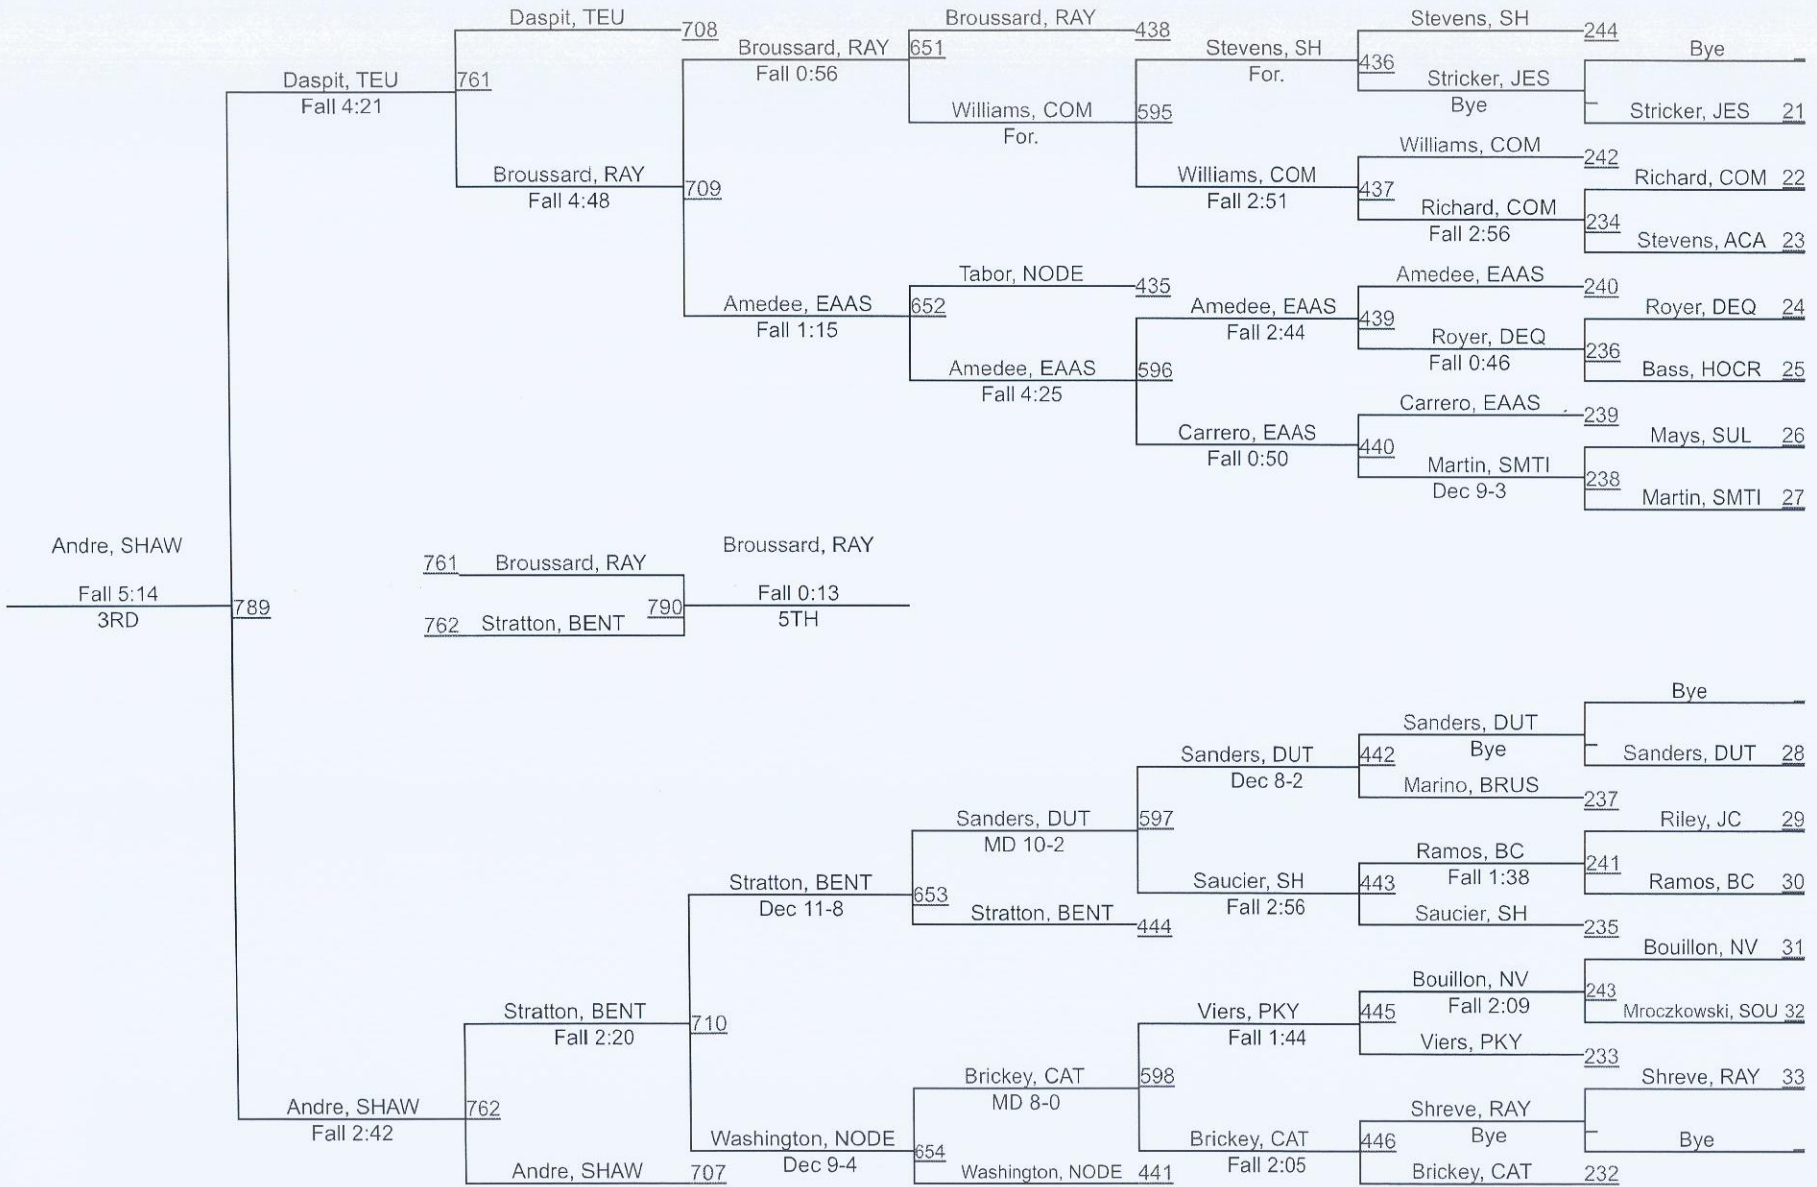 Daspit, TEU
708
Broussard, RAY
438
Stevens, SH
244
Broussard, RAY
651
Fall 0:56
Stevens, SH
For.
436
Bye
Daspit, TEU
Fall 4:21
761
Stricker, JES
Bye
Stricker, JES 21
Williams, COM
For.
595
Williams, COM
242
Broussard, RAY
Fall 4:48
709
Williams, COM
Fall 2:51
437
Richard, COM 22
Richard, COM
Fall 2:56
234
Stevens, ACA 23
Tabor, NODE
435
Amedee, EAAS
240
Amedee, EAAS
Fall 1:15
652
Amedee, EAAS
Fall 2:44
439
Royer, DEQ 24
Royer, DEQ
Fall 0:46
236
Bass, HOCR 25
Amedee, EAAS
Fall 4:25
596
Carrero, EAAS
239
Carrero, EAAS
Fall 0:50
440
Mays, SUL 26
Martin, SMTI
Dec 9-3
238
Martin, SMTI 27
Andre, SHAW
Fall 5:14
3RD
789
761 Broussard, RAY
762 Stratton, BENT
790
Broussard, RAY
Fall 0:13
5TH
Bye
Sanders, DUT
Bye
Sanders, DUT 28
Sanders, DUT
Dec 8-2
442
Marino, BRUS
237
Sanders, DUT
MD 10-2
597
Riley, JC 29
Ramos, BC
Fall 1:38
241
Ramos, BC 30
Stratton, BENT
Dec 11-8
653
Saucier, SH
Fall 2:56
443
Saucier, SH
235
Stratton, BENT
444
Bouillon, NV 31
Bouillon, NV
Fall 2:09
243
Mroczkowski, SOU 32
Stratton, BENT
Fall 2:20
710
Viers, PKY
Fall 1:44
445
Viers, PKY
233
Brickey, CAT
MD 8-0
598
Shreve, RAY 33
Andre, SHAW
Fall 2:42
762
Shreve, RAY
Bye
Bye
Washington, NODE
Dec 9-4
654
Brickey, CAT
Fall 2:05
446
Andre, SHAW
707
Washington, NODE 441
Brickey, CAT
232